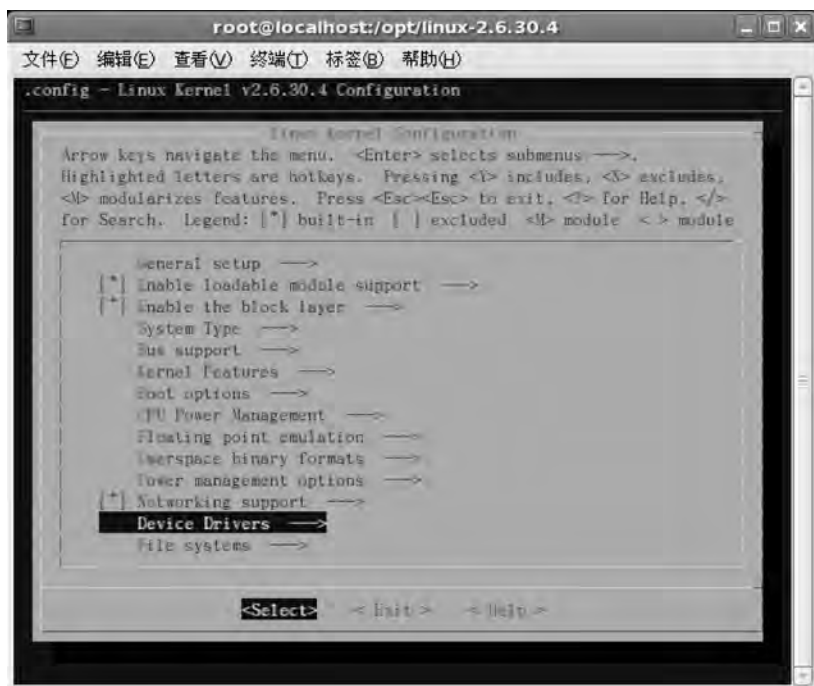 root@localhost:/opt/linux-2.6.30.4
文件(F) 编辑(E) 查看(V) 终端(T) 标签(B) 帮助(H)
.config - Linux Kernel v2.6.30.4 Configuration
Linux Kernel Configuration
Arrow keys navigate the menu. <Enter> selects submenus --->.
Highlighted letters are hotkeys. Pressing <Y> includes, <N> excludes,
<M> modularizes features. Press <Esc><Esc> to exit, <?> for Help, </>
for Search. Legend: [*] built-in [ ] excluded <M> module < > module
General setup --->
[*] Enable loadable module support --->
[*] Enable the block layer --->
System Type --->
Bus support --->
Kernel Features --->
Boot options --->
CPU Power Management --->
Floating point emulation --->
Userspace binary formats --->
Power management options --->
[*] Networking support --->
Device Drivers --->
File systems --->
<Select> < Exit > < Help >